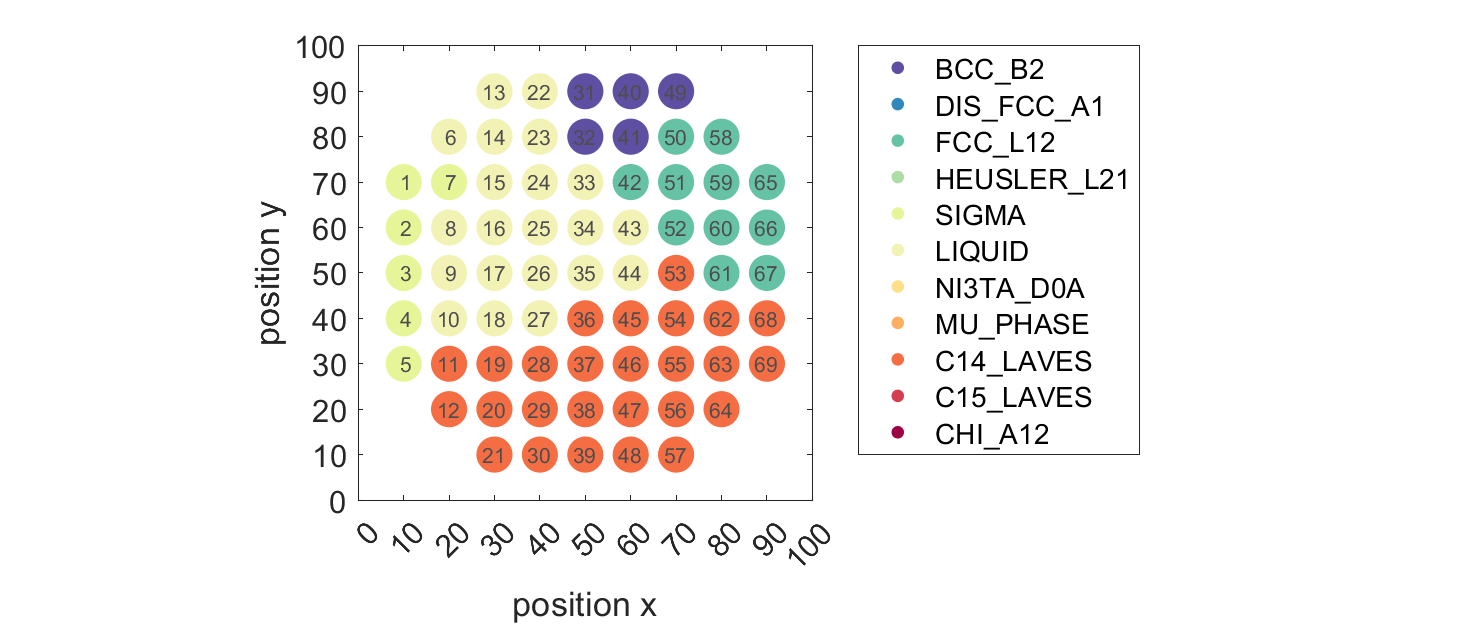 100
90
80
70
60
50
40
30
20
10
0
position y
13 22 31 40 49
6 14 23 32 41 50 58
1 7 15 24 33 42 51 59 65
2 8 16 25 34 43 52 60 66
3 9 17 26 35 44 53 61 67
4 10 18 27 36 45 54 62 68
5 11 19 28 37 46 55 63 69
12 20 29 38 47 56 64
21 30 39 48 57
0 10 20 30 40 50 60 70 80 90 100
position x
BCC_B2
DIS_FCC_A1
FCC_L12
HEUSLER_L21
SIGMA
LIQUID
NI3TA_D0A
MU_PHASE
C14_LAVES
C15_LAVES
CHI_A12